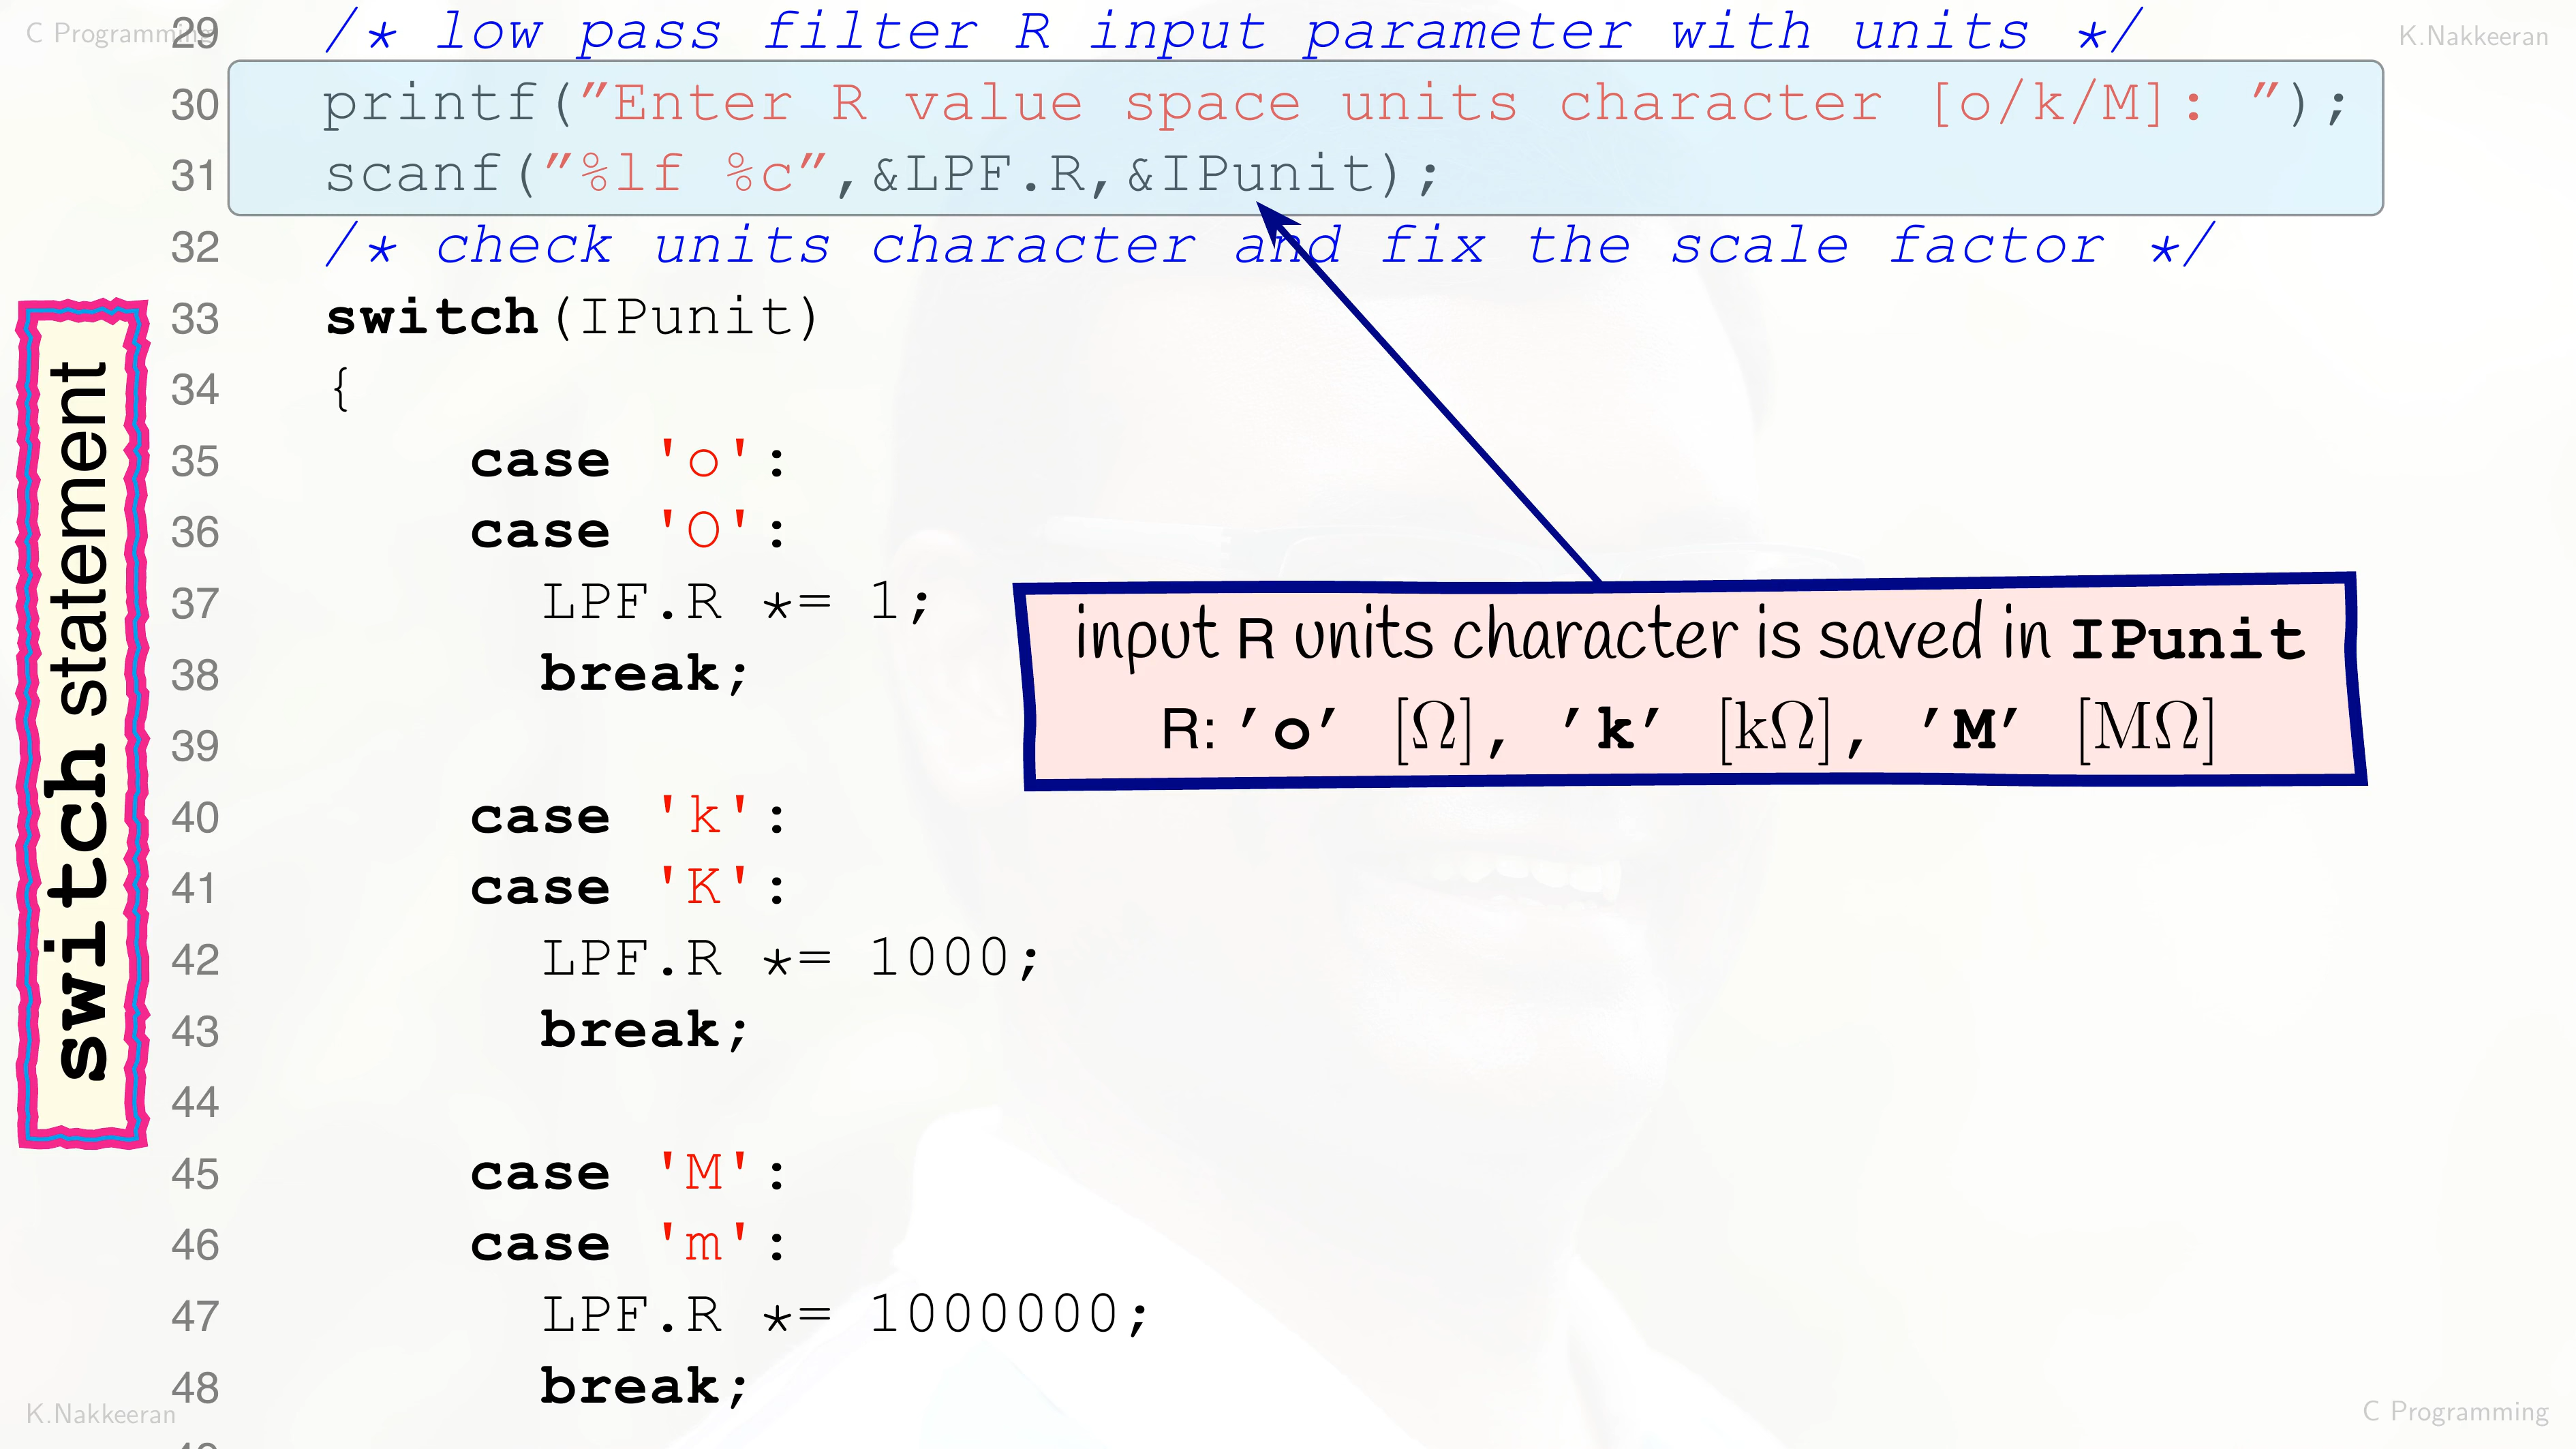 C Programming
K.Nakkeeran
29 /* low pass filter R input parameter with units */
30 printf("Enter R value space units character [o/k/M]: ");
31 scanf("%lf %c",&LPF.R,&IPunit);
32 /* check units character and fix the scale factor */
33 switch(IPunit)
34 {
35 case 'o':
36 case 'O':
37 LPF.R *= 1;
38 break;
39
40 case 'k':
41 case 'K':
42 LPF.R *= 1000;
43 break;
44
45 case 'M':
46 case 'm':
47 LPF.R *= 1000000;
48 break;
switch statement
input R units character is saved in IPunit
R: 'o' [Ω], 'k' [kΩ], 'M' [MΩ]
K.Nakkeeran
C Programming